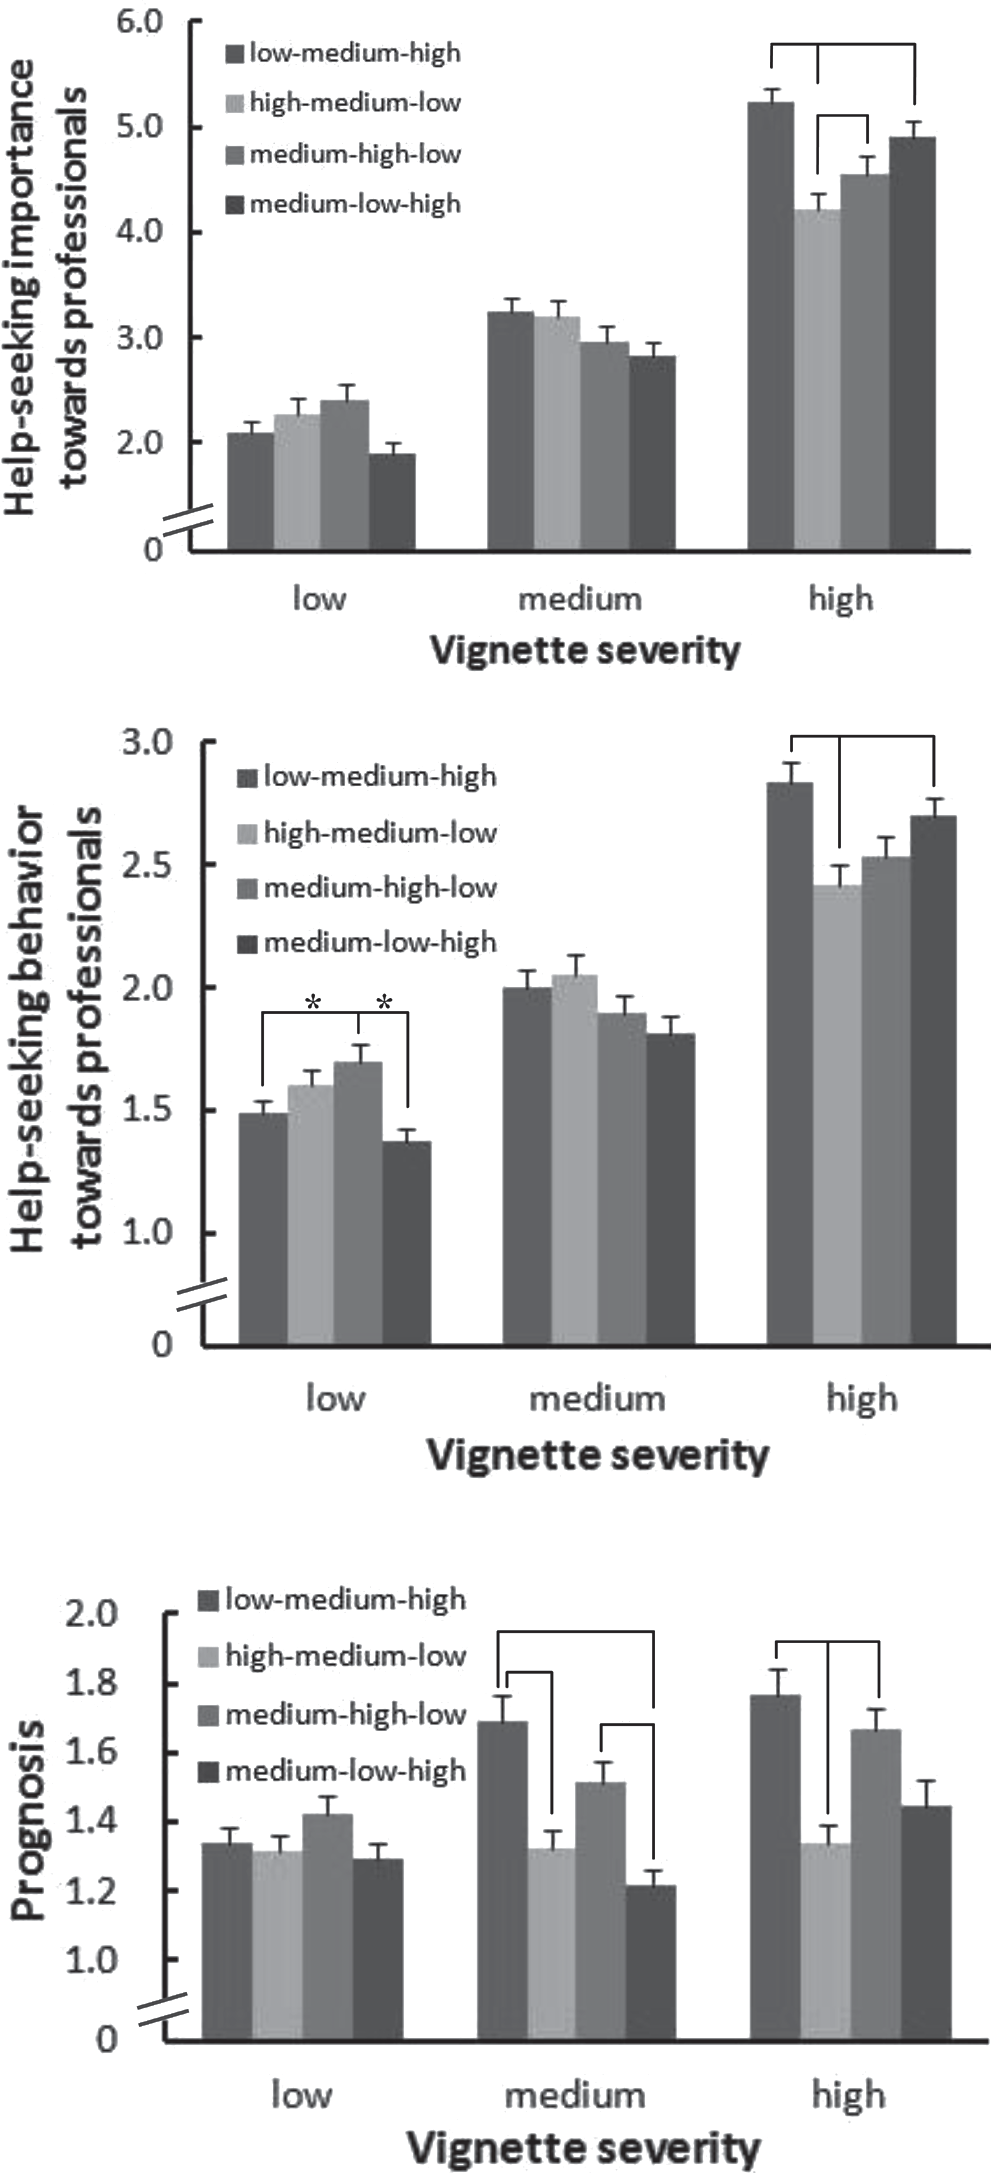 Help-seeking importance
towards professionals
6.0
5.0
4.0
3.0
2.0
0
low-medium-high
high-medium-low
medium-high-low
medium-low-high
low medium high
Vignette severity
Help-seeking behavior
towards professionals
3.0
2.5
2.0
1.5
1.0
0
low-medium-high
high-medium-low
medium-high-low
medium-low-high
* *
low medium high
Vignette severity
Prognosis
2.0
1.8
1.6
1.4
1.2
1.0
0
low-medium-high
high-medium-low
medium-high-low
medium-low-high
low medium high
Vignette severity